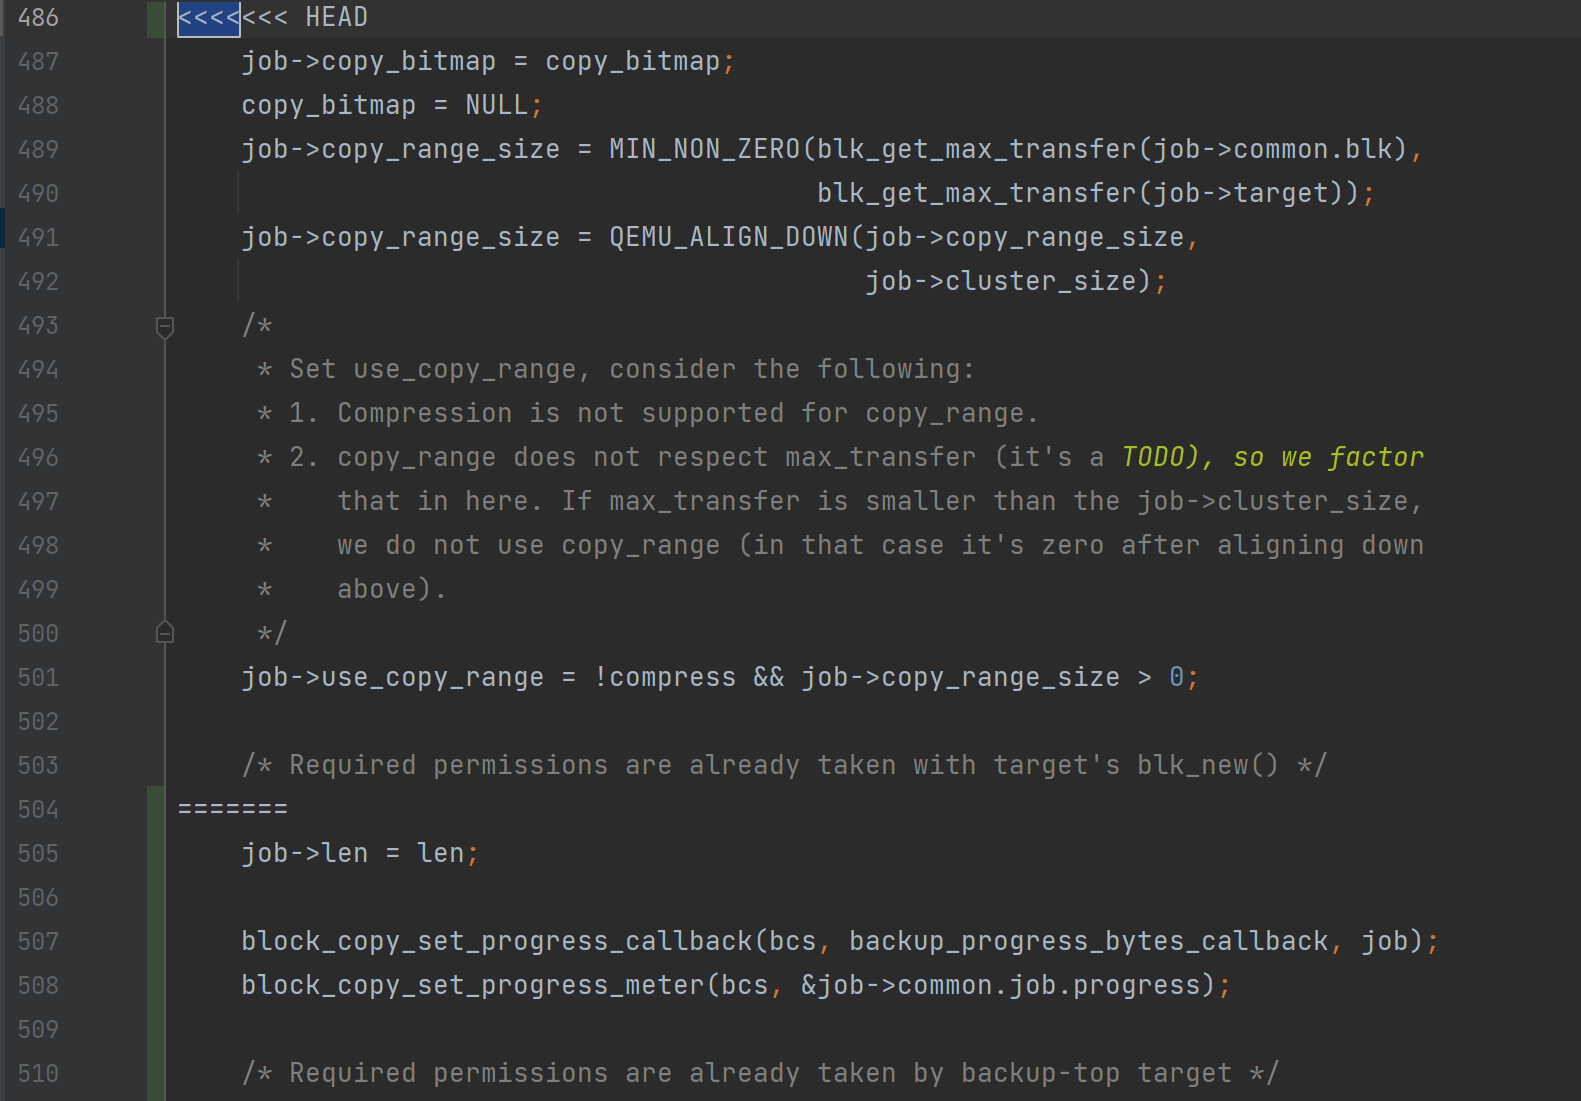 486 <<<<<<< HEAD
487     job->copy_bitmap = copy_bitmap;
488     copy_bitmap = NULL;
489     job->copy_range_size = MIN_NON_ZERO(blk_get_max_transfer(job->common.blk),
490                                         blk_get_max_transfer(job->target));
491     job->copy_range_size = QEMU_ALIGN_DOWN(job->copy_range_size,
492                                            job->cluster_size);
493     /*
494      * Set use_copy_range, consider the following:
495      * 1. Compression is not supported for copy_range.
496      * 2. copy_range does not respect max_transfer (it's a TODO), so we factor
497      *    that in here. If max_transfer is smaller than the job->cluster_size,
498      *    we do not use copy_range (in that case it's zero after aligning down
499      *    above).
500      */
501     job->use_copy_range = !compress && job->copy_range_size > 0;
502
503     /* Required permissions are already taken with target's blk_new() */
504 =======
505     job->len = len;
506
507     block_copy_set_progress_callback(bcs, backup_progress_bytes_callback, job);
508     block_copy_set_progress_meter(bcs, &job->common.job.progress);
509
510     /* Required permissions are already taken by backup-top target */